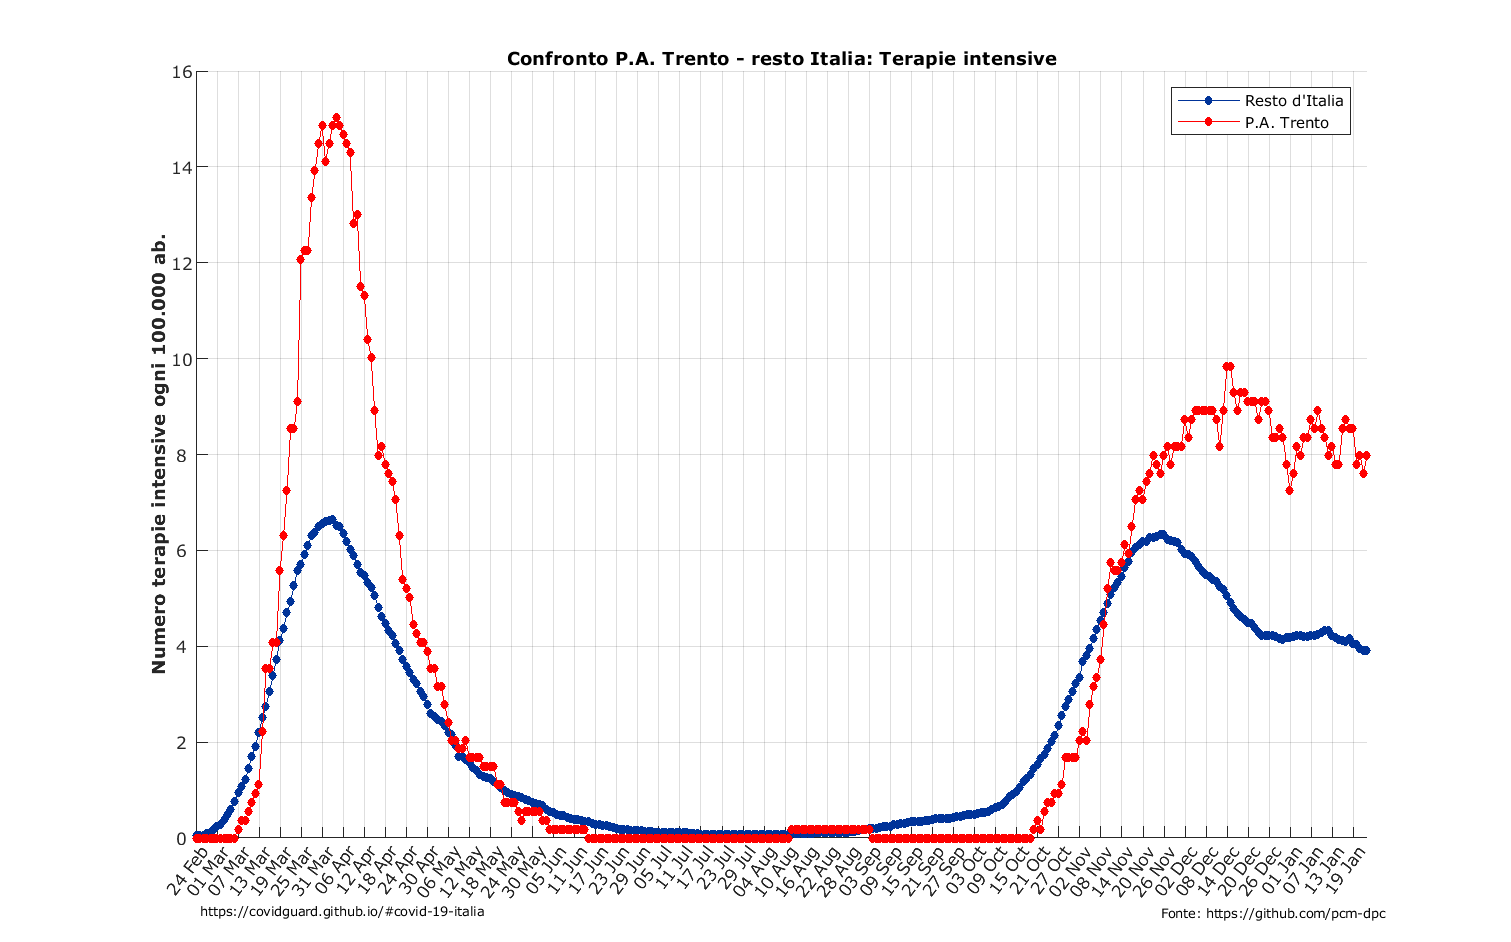 Confronto P.A. Trento - resto Italia: Terapie intensive
Resto d'Italia
P.A. Trento
Numero terapie intensive ogni 100.000 ab.
16
14
12
10
8
6
4
2
0
24 Feb
01 Mar
07 Mar
13 Mar
19 Mar
25 Mar
31 Mar
06 Apr
12 Apr
18 Apr
24 Apr
30 Apr
06 May
12 May
18 May
24 May
30 May
05 Jun
11 Jun
17 Jun
23 Jun
29 Jun
05 Jul
11 Jul
17 Jul
23 Jul
29 Jul
04 Aug
10 Aug
16 Aug
22 Aug
28 Aug
03 Sep
09 Sep
15 Sep
21 Sep
27 Sep
03 Oct
09 Oct
15 Oct
21 Oct
27 Oct
02 Nov
08 Nov
14 Nov
20 Nov
26 Nov
02 Dec
08 Dec
14 Dec
20 Dec
26 Dec
01 Jan
07 Jan
13 Jan
19 Jan
https://covidguard.github.io/#covid-19-italia
Fonte: https://github.com/pcm-dpc